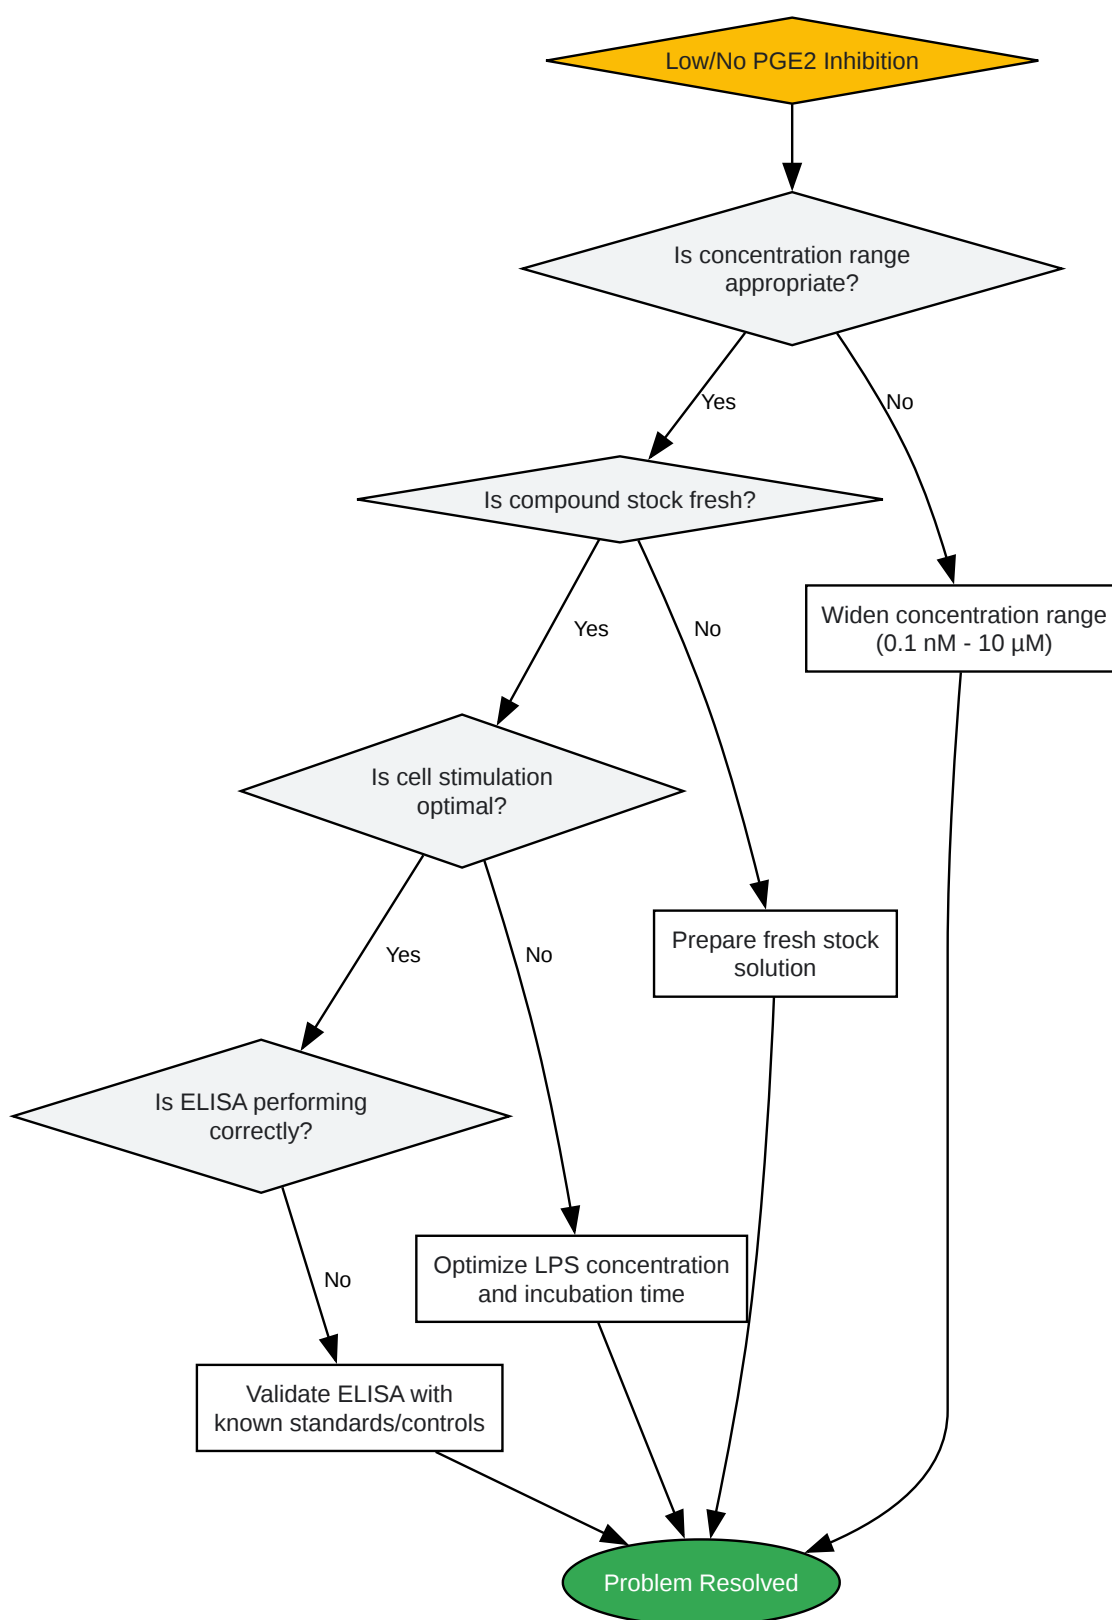 Low/No PGE2 Inhibition
Is concentration range
appropriate?
Yes
No
Is compound stock fresh?
Widen concentration range
(0.1 nM - 10 µM)
Yes
No
Is cell stimulation
optimal?
Prepare fresh stock
solution
Yes
No
Is ELISA performing
correctly?
Optimize LPS concentration
and incubation time
No
Validate ELISA with
known standards/controls
Problem Resolved